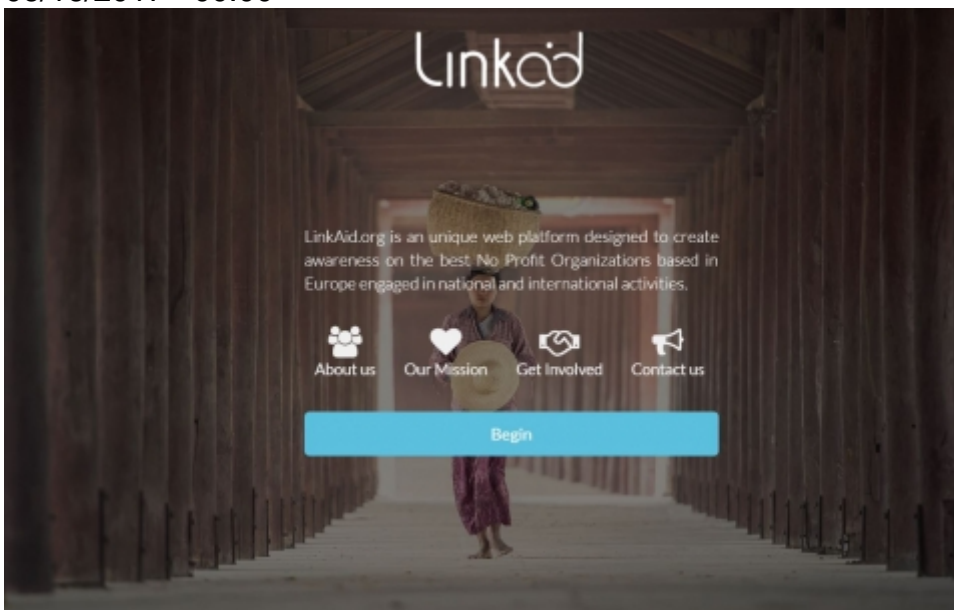 LinkAid
LinkAid.org is an unique web platform designed to create
awareness on the best No Profit Organizations based in
Europe engaged in national and international activities.
About us Our Mission Get Involved Contact us
Begin